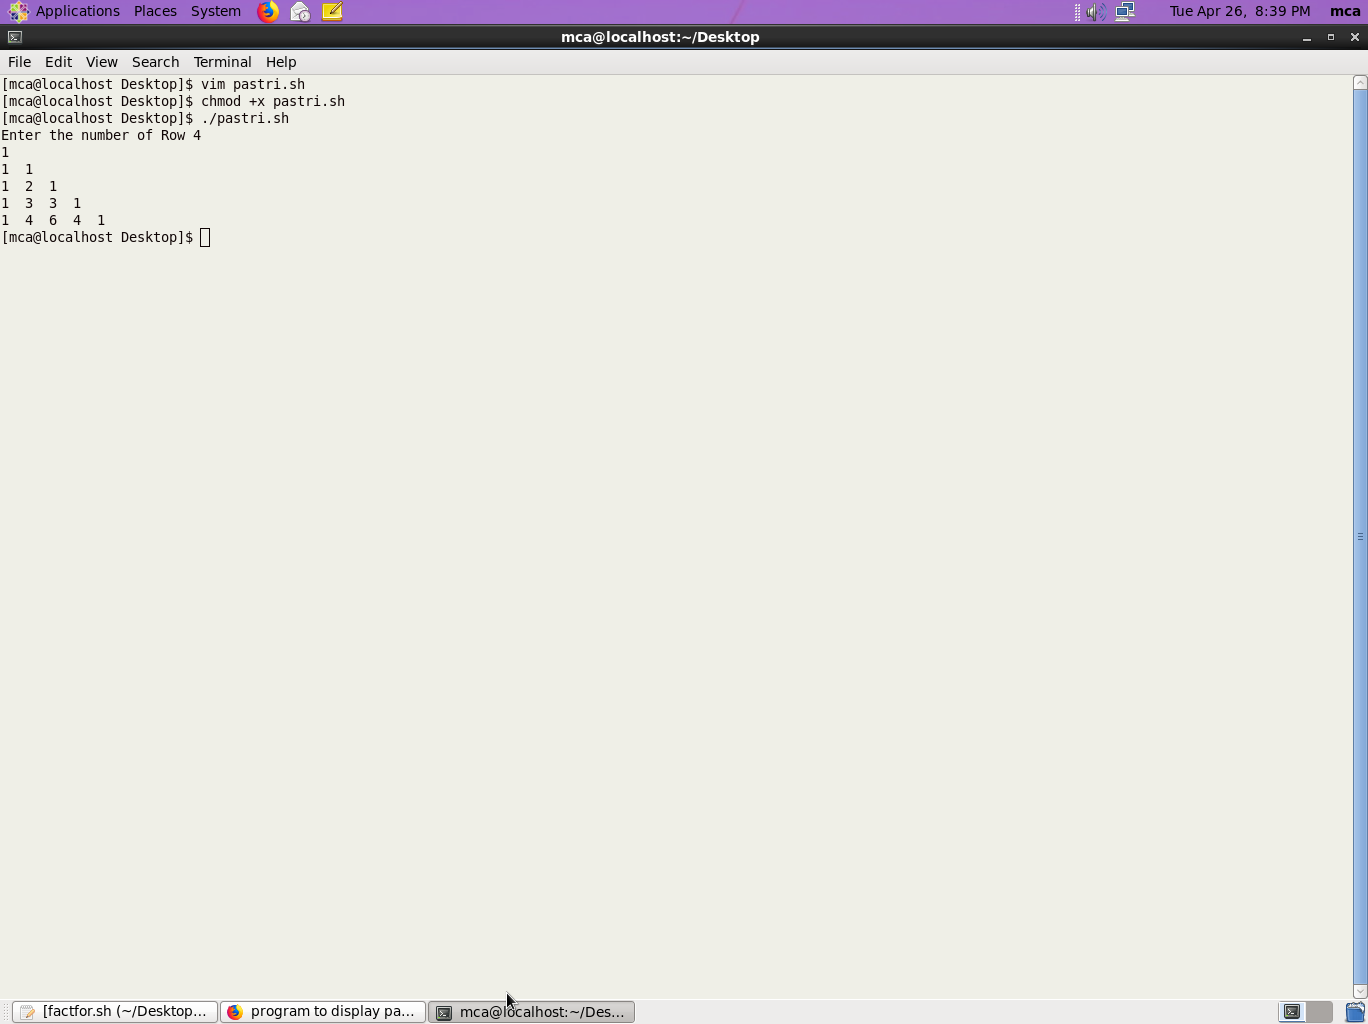 Applications Places System Tue Apr 26, 8:39 PM mca
mca@localhost:~/Desktop
File Edit View Search Terminal Help
[mca@localhost Desktop]$ vim pastri.sh
[mca@localhost Desktop]$ chmod +x pastri.sh
[mca@localhost Desktop]$ ./pastri.sh
Enter the number of Row 4
1
1  1
1  2  1
1  3  3  1
1  4  6  4  1
[mca@localhost Desktop]$
[factfor.sh (~/Desktop... program to display pa... mca@localhost:~/Des...